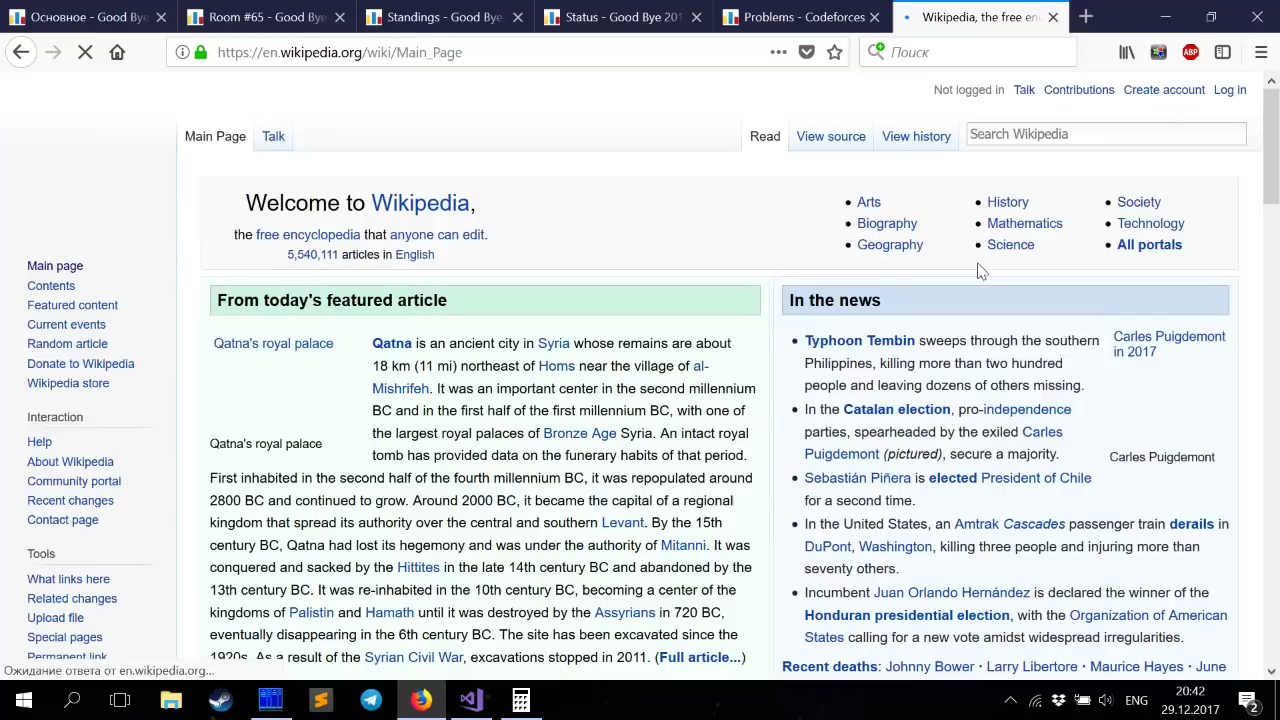 Основное - Good Bye
Room #65 - Good Bye
Standings - Good Bye
Status - Good Bye 201
Problems - Codeforces
Wikipedia, the free en
https://en.wikipedia.org/wiki/Main_Page
Поиск
ABP
Not logged in Talk Contributions Create account Log in
Main Page Talk Read View source View history Search Wikipedia
Welcome to Wikipedia,
the free encyclopedia that anyone can edit.
5,540,111 articles in English
Arts
Biography
Geography
History
Mathematics
Science
Society
Technology
All portals
Main page
Contents
Featured content
Current events
Random article
Donate to Wikipedia
Wikipedia store
Interaction
Help
About Wikipedia
Community portal
Recent changes
Contact page
Tools
What links here
Related changes
Upload file
Special pages
Permanent link
From today's featured article
Qatna's royal palace
Qatna's royal palace
Qatna is an ancient city in Syria whose remains are about
18 km (11 mi) northeast of Homs near the village of al-
Mishrifeh. It was an important center in the second millennium
BC and in the first half of the first millennium BC, with one of
the largest royal palaces of Bronze Age Syria. An intact royal
tomb has provided data on the funerary habits of that period.
First inhabited in the second half of the fourth millennium BC, it was repopulated around
2800 BC and continued to grow. Around 2000 BC, it became the capital of a regional
kingdom that spread its authority over the central and southern Levant. By the 15th
century BC, Qatna had lost its hegemony and was under the authority of Mitanni. It was
conquered and sacked by the Hittites in the late 14th century BC and abandoned by the
13th century BC. It was re-inhabited in the 10th century BC, becoming a center of the
kingdoms of Palistin and Hamath until it was destroyed by the Assyrians in 720 BC,
eventually disappearing in the 6th century BC. The site has been excavated since the
1920s. As a result of the Syrian Civil War, excavations stopped in 2011. (Full article...)
In the news
Typhoon Tembin sweeps through the southern
Philippines, killing more than two hundred
people and leaving dozens of others missing.
Carles Puigdemont
in 2017
In the Catalan election, pro-independence
parties, spearheaded by the exiled Carles
Puigdemont (pictured), secure a majority.
Carles Puigdemont
Sebastián Piñera is elected President of Chile
for a second time.
In the United States, an Amtrak Cascades passenger train derails in
DuPont, Washington, killing three people and injuring more than
seventy others.
Incumbent Juan Orlando Hernández is declared the winner of the
Honduran presidential election, with the Organization of American
States calling for a new vote amidst widespread irregularities.
Recent deaths: Johnny Bower · Larry Libertore · Maurice Hayes · June
Ожидание ответа от en.wikipedia.org...
ENG
20:42
29.12.2017
2